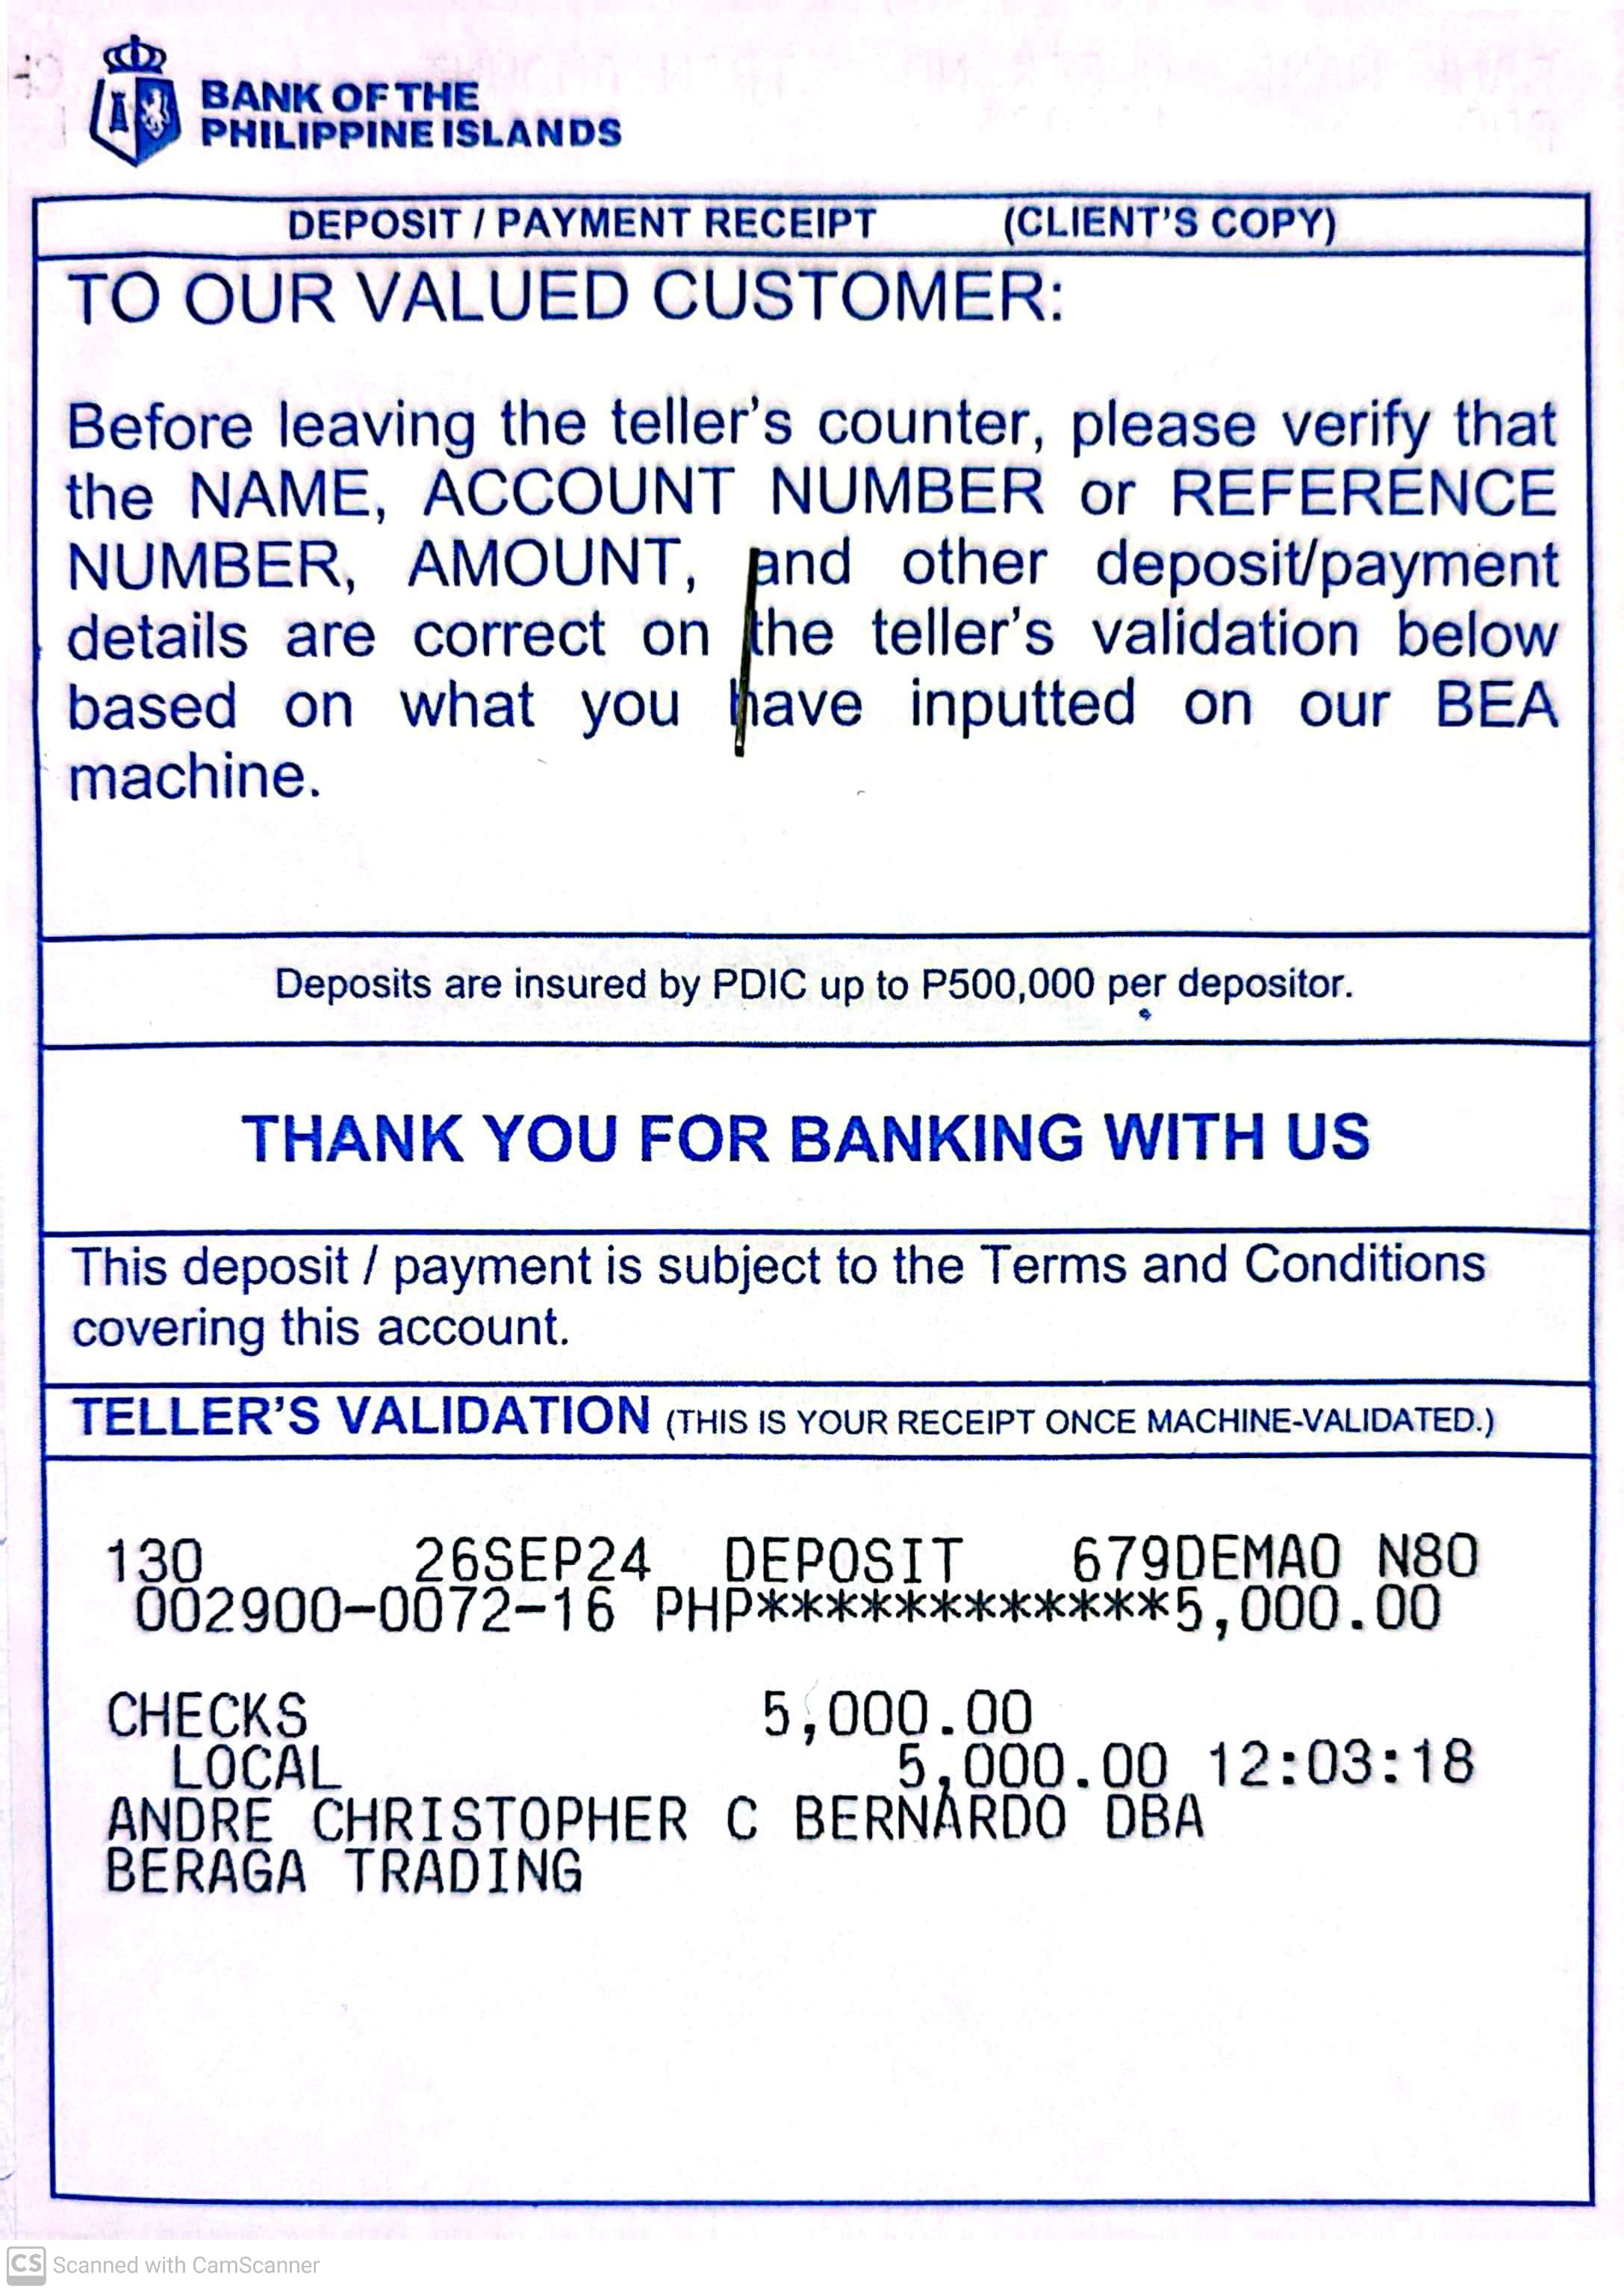 BANK OF THE
PHILIPPINE ISLANDS
DEPOSIT / PAYMENT RECEIPT (CLIENT'S COPY)
TO OUR VALUED CUSTOMER:
Before leaving the teller's counter, please verify that
the NAME, ACCOUNT NUMBER or REFERENCE
NUMBER, AMOUNT, and other deposit/payment
details are correct on the teller's validation below
based on what you have inputted on our BEA
machine.
Deposits are insured by PDIC up to P500,000 per depositor.
THANK YOU FOR BANKING WITH US
This deposit / payment is subject to the Terms and Conditions
covering this account.
TELLER'S VALIDATION (THIS IS YOUR RECEIPT ONCE MACHINE-VALIDATED.)
130 26SEP24 DEPOSIT 679DEMAO N80
002900-0072-16 PHP************5,000.00
CHECKS 5,000.00
LOCAL 5,000.00 12:03:18
ANDRE CHRISTOPHER C BERNARDO DBA
BERAGA TRADING
CS Scanned with CamScanner